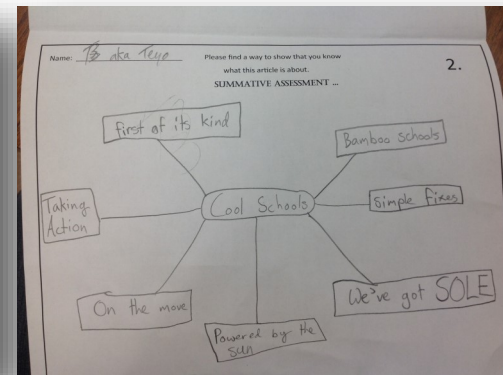 Name: aka Teyo
Please find a way to show that you know
what this article is about.
SUMMATIVE ASSESSMENT ...
2.
first of its kind
Bamboo schools
Taking
Action
Cool Schools
Simple fixes
On the move
Powered by the
sun
We've got SOLE